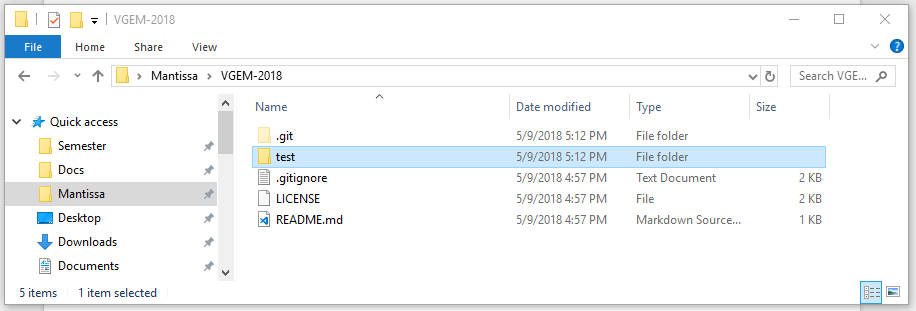 VGEM-2018
File Home Share View
Mantissa VGEM-2018 Search VGE...
Name Date modified Type Size
Quick access
Semester
Docs
Mantissa
Desktop
Downloads
Documents
.git 5/9/2018 5:12 PM File folder
test 5/9/2018 5:12 PM File folder
.gitignore 5/9/2018 4:57 PM Text Document 2 KB
LICENSE 5/9/2018 4:57 PM File 2 KB
README.md 5/9/2018 4:57 PM Markdown Source... 1 KB
5 items 1 item selected